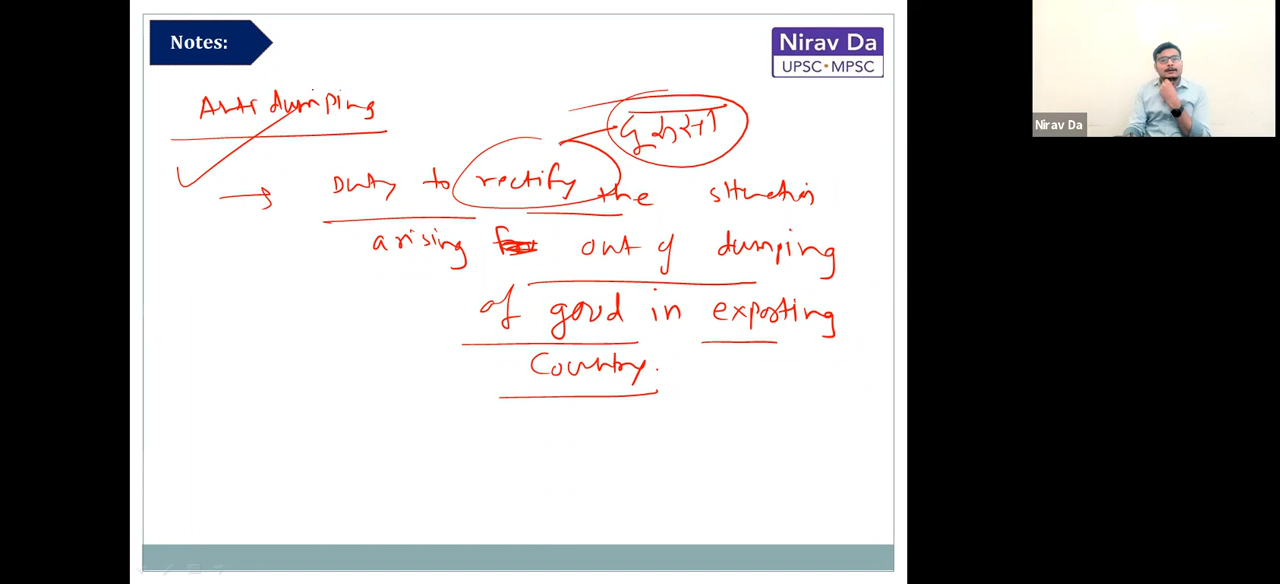 Notes:
Nirav Da
UPSC • MPSC
Anti dumping
दुरुस्ती
→ Duty to rectify the situation
arising out of dumping
of good in exporting
Country.
Nirav Da